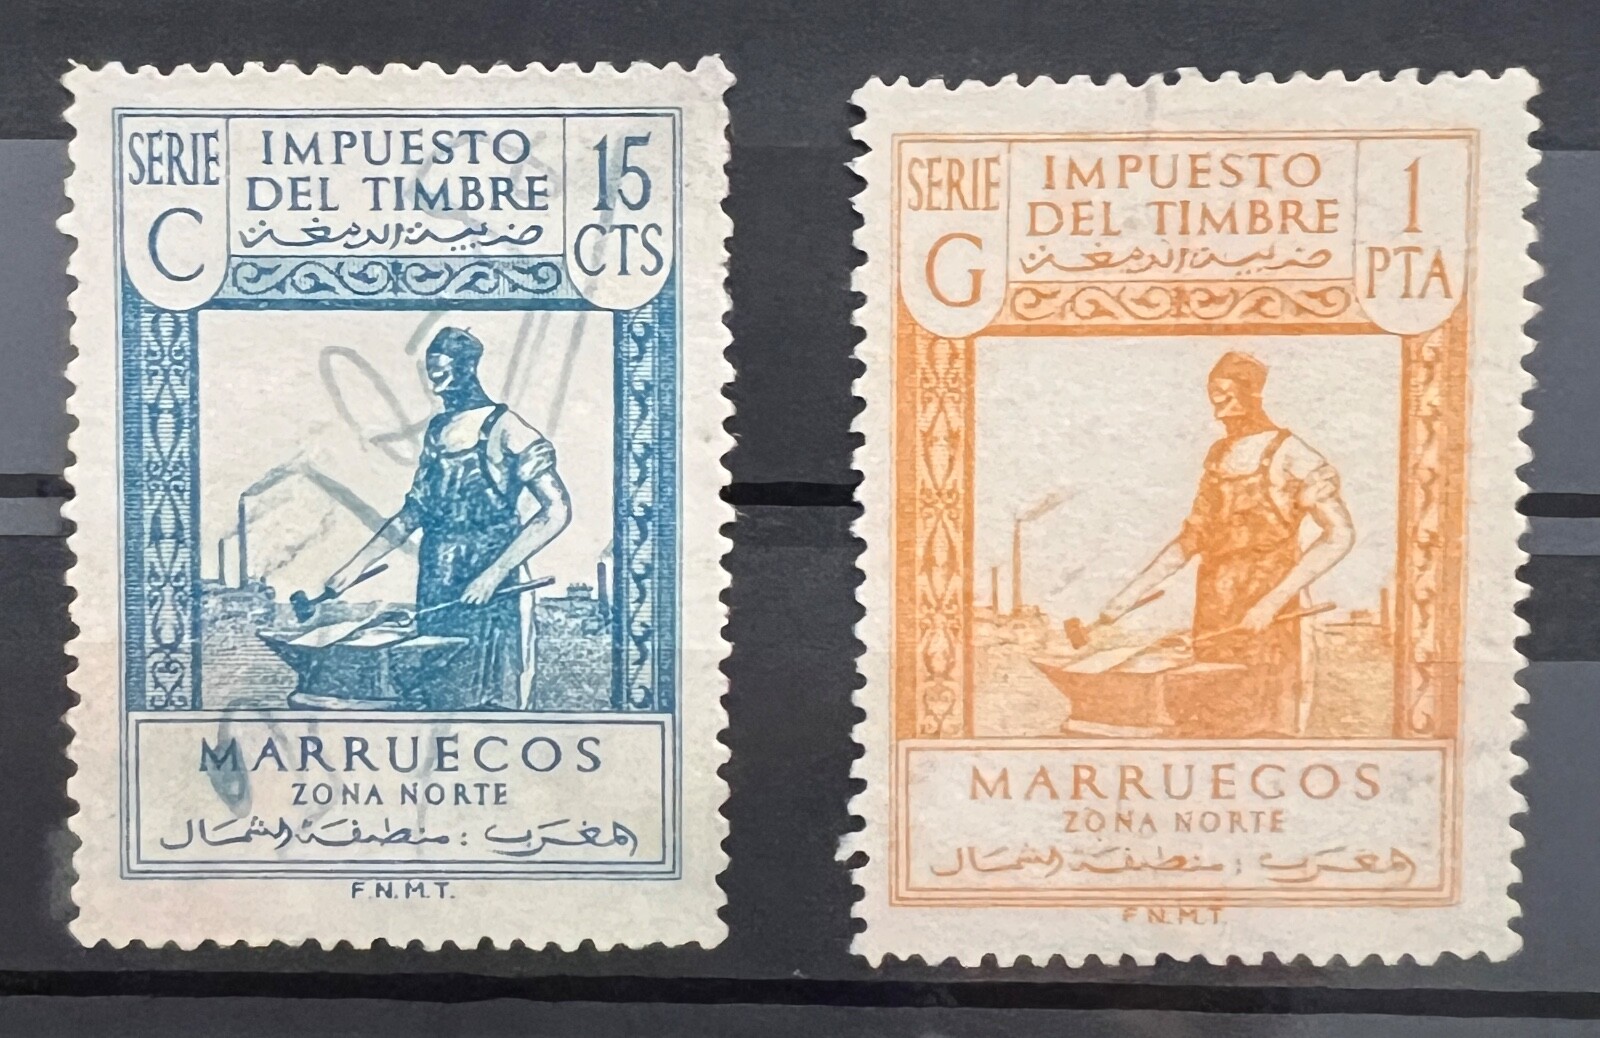 SERIE C
IMPUESTO
DEL TIMBRE
ضريبة الدمغة
15 CTS
MARRUECOS
ZONA NORTE
المغرب : منطقة الشمال
F.N.M.T.
SERIE G
IMPUESTO
DEL TIMBRE
ضريبة الدمغة
1 PTA
MARRUECOS
ZONA NORTE
المغرب : منطقة الشمال
F.N.M.T.